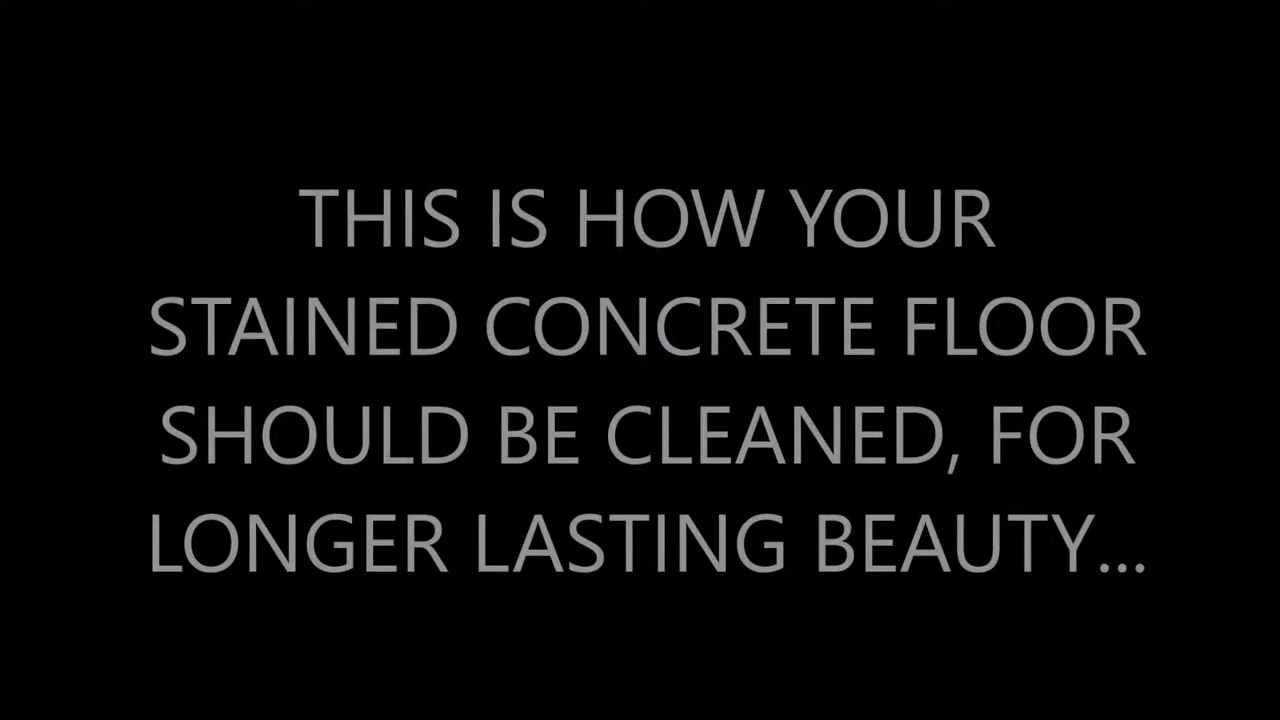 THIS IS HOW YOUR
STAINED CONCRETE FLOOR
SHOULD BE CLEANED, FOR
LONGER LASTING BEAUTY...